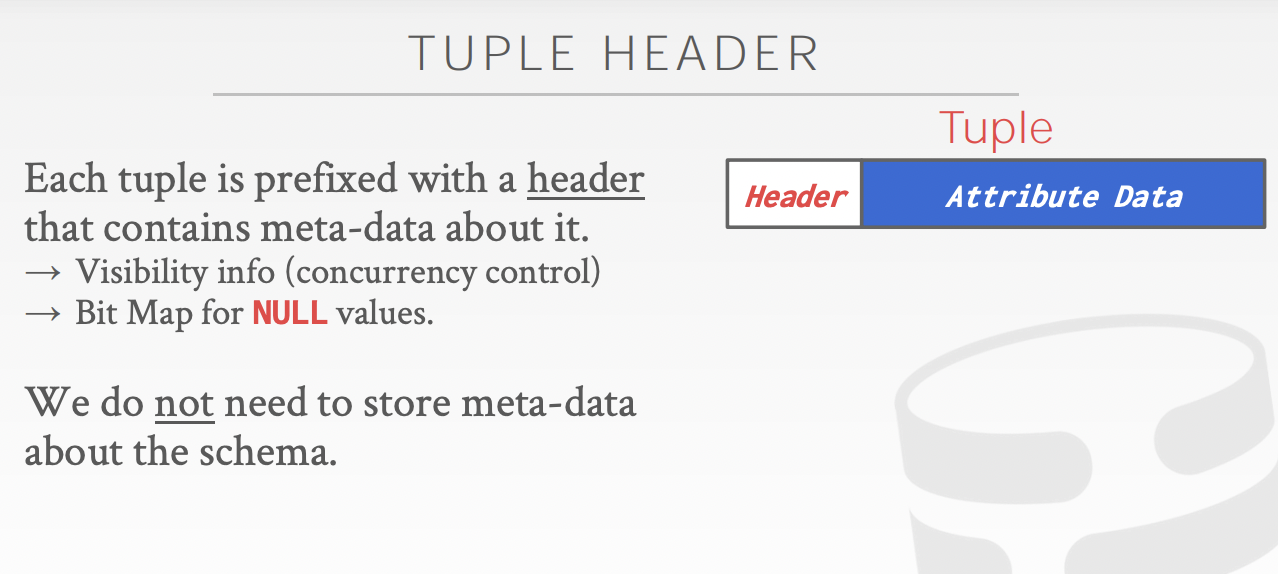 TUPLE HEADER
Each tuple is prefixed with a header
that contains meta-data about it.
→ Visibility info (concurrency control)
→ Bit Map for NULL values.
We do not need to store meta-data
about the schema.
Tuple
Header Attribute Data